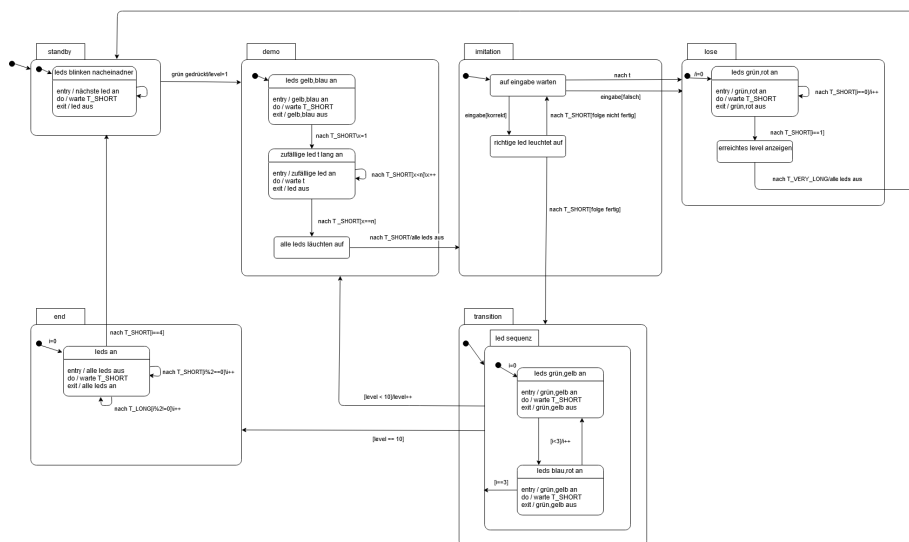 standby
leds blinken nacheinadner
entry / nächste led an
do / warte T_SHORT
exit / led aus
grün gedrückt/level=1
demo
leds gelb,blau an
entry / gelb,blau an
do / warte T_SHORT
exit / gelb,blau aus
nach T_SHORT\x=1
zufällige led t lang an
entry / zufällige led an
do / warte t
exit / led aus
nach T_SHORT[x<n]\x++
nach T _SHORT[x==n]
alle leds läuchten auf
nach T_SHORT/alle leds aus
imitation
auf eingabe warten
nach t
eingabe[falsch]
eingabe[korrekt]
nach T_SHORT[folge nicht fertig]
richtige led leuchtet auf
nach T_SHORT[folge fertig]
lose
/i=0
leds grün,rot an
entry / grün,rot an
do / warte T_SHORT
exit / grün,rot aus
nach T_SHORT[i==0]/i++
nach T_SHORT[i==1]
erreichtes level anzeigen
nach T_VERY_LONG/alle leds aus
end
nach T_SHORT[i==4]
i=0
leds an
entry / alle leds aus
do / warte T_SHORT
exit / alle leds an
nach T_SHORT[i%2==0]\i++
nach T_LONG[i%2!=0]\i++
transition
led sequenz
i=0
leds grün,gelb an
entry / grün,gelb an
do / warte T_SHORT
exit / grün,gelb aus
[level < 10]/level++
[level == 10]
[i<3]/i++
leds blau,rot an
entry / grün,gelb an
do / warte T_SHORT
exit / grün,gelb aus
[i==3]